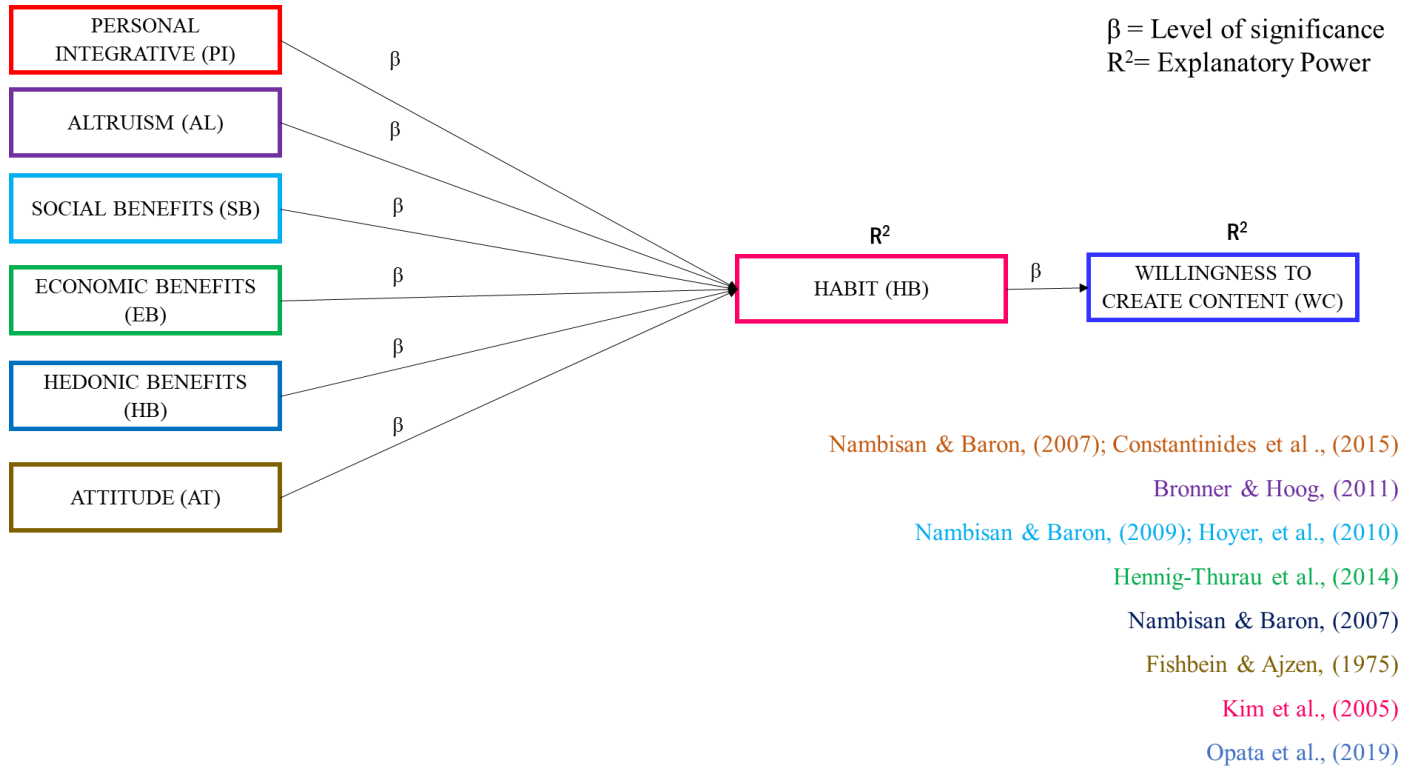 PERSONAL
INTEGRATIVE (PI)
β
β = Level of significance
R²= Explanatory Power
ALTRUISM (AL)
β
SOCIAL BENEFITS (SB)
β
ECONOMIC BENEFITS
(EB)
β
HEDONIC BENEFITS
(HB)
β
ATTITUDE (AT)
β
R²
HABIT (HB)
β
R²
WILLINGNESS TO
CREATE CONTENT (WC)
Nambisan & Baron, (2007); Constantinides et al ., (2015)
Bronner & Hoog, (2011)
Nambisan & Baron, (2009); Hoyer, et al., (2010)
Hennig-Thurau et al., (2014)
Nambisan & Baron, (2007)
Fishbein & Ajzen, (1975)
Kim et al., (2005)
Opata et al., (2019)